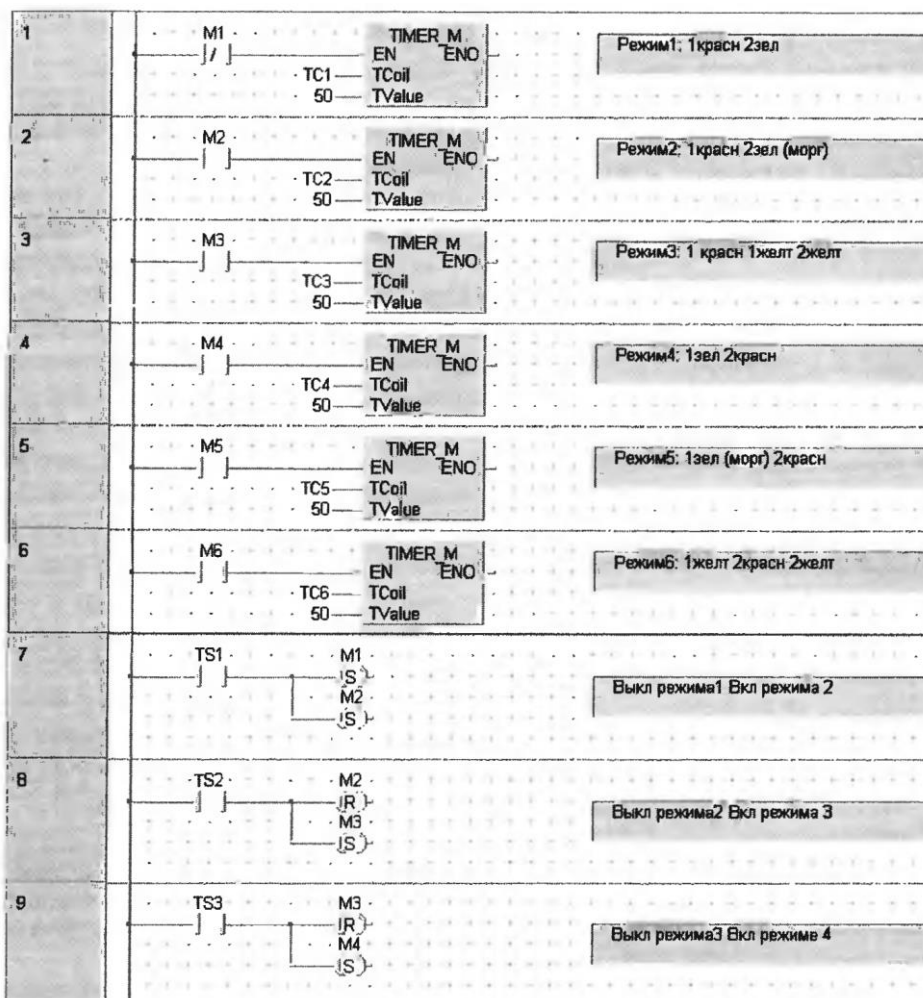 1
M1
TIMER_M
EN ENO
TC1 TCoil
50 TValue
Режим1: 1красн 2зел
2
M2
TIMER_M
EN ENO
TC2 TCoil
50 TValue
Режим2: 1красн 2зел (морг)
3
M3
TIMER_M
EN ENO
TC3 TCoil
50 TValue
Режим3: 1 красн 1желт 2желт
4
M4
TIMER_M
EN ENO
TC4 TCoil
50 TValue
Режим4: 1зел 2красн
5
M5
TIMER_M
EN ENO
TC5 TCoil
50 TValue
Режим5: 1зел (морг) 2красн
6
M6
TIMER_M
EN ENO
TC6 TCoil
50 TValue
Режим6: 1желт 2красн 2желт
7
TS1 M1
S
M2
S
Выкл режима1 Вкл режима 2
8
TS2 M2
R
M3
S
Выкл режима2 Вкл режима 3
9
TS3 M3
R
M4
S
Выкл режима3 Вкл режиме 4